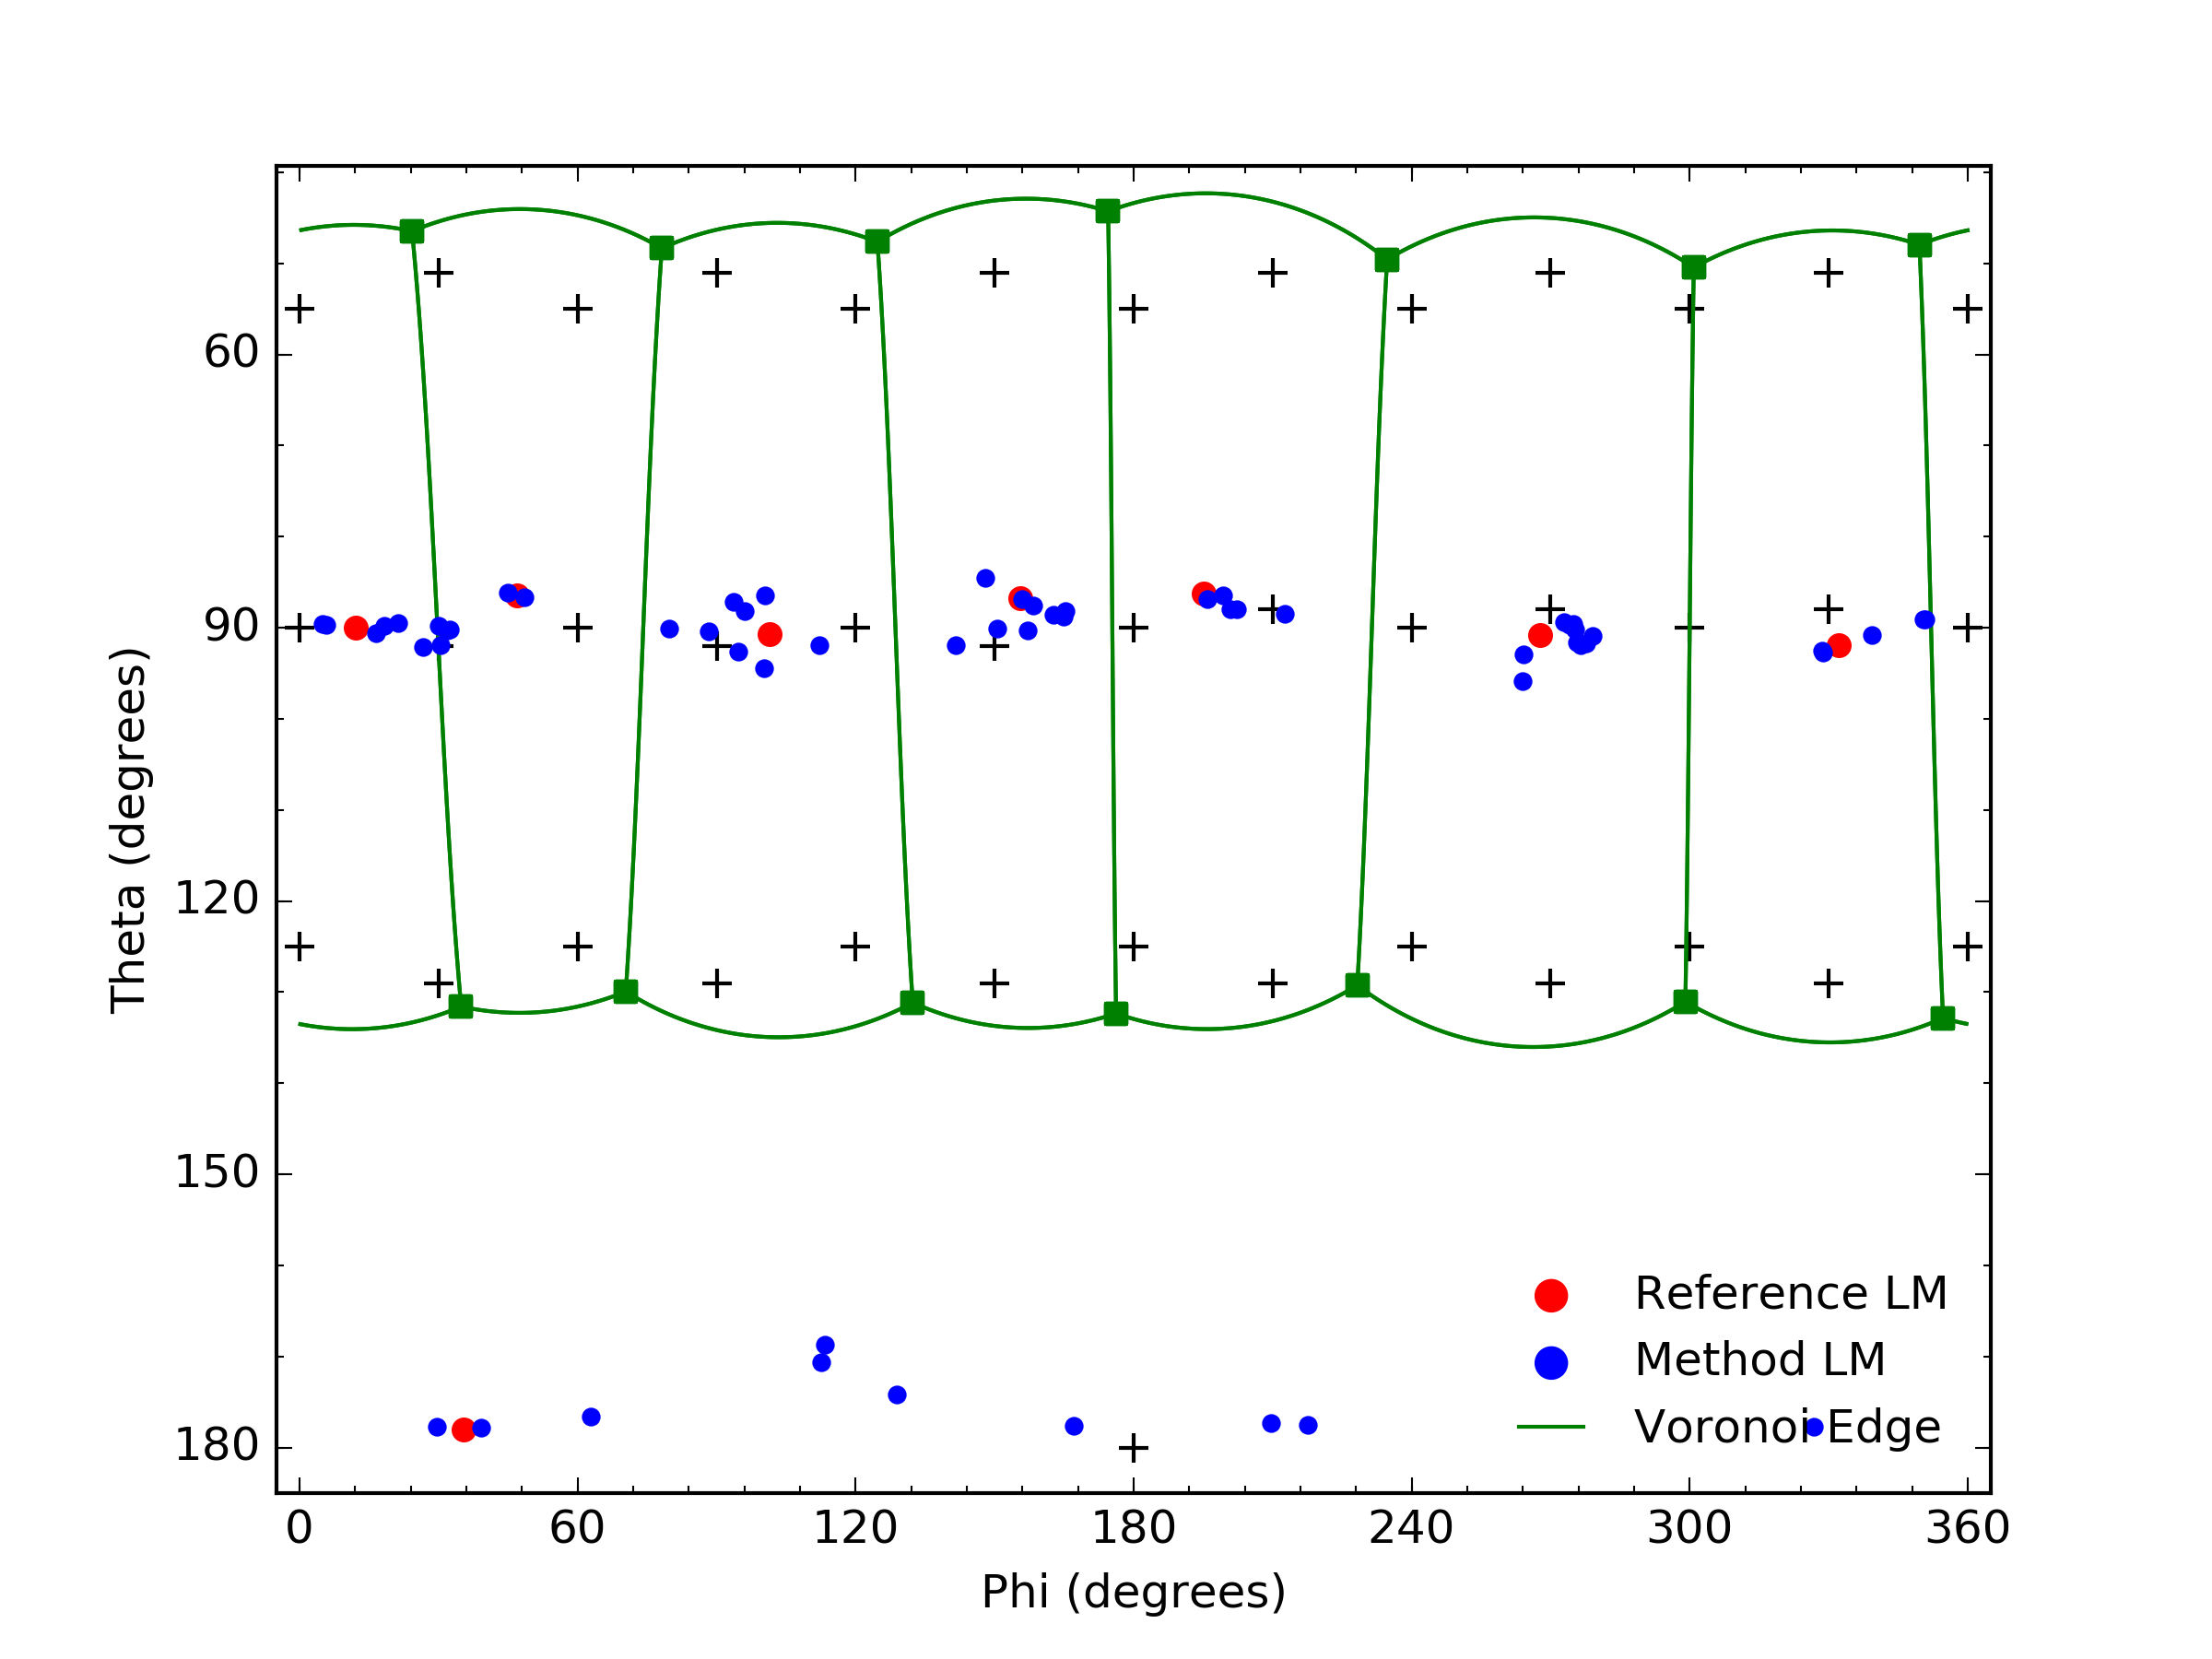 60
90
120
150
180
Theta (degrees)
Reference LM
Method LM
Voronoi Edge
0 60 120 180 240 300 360
Phi (degrees)